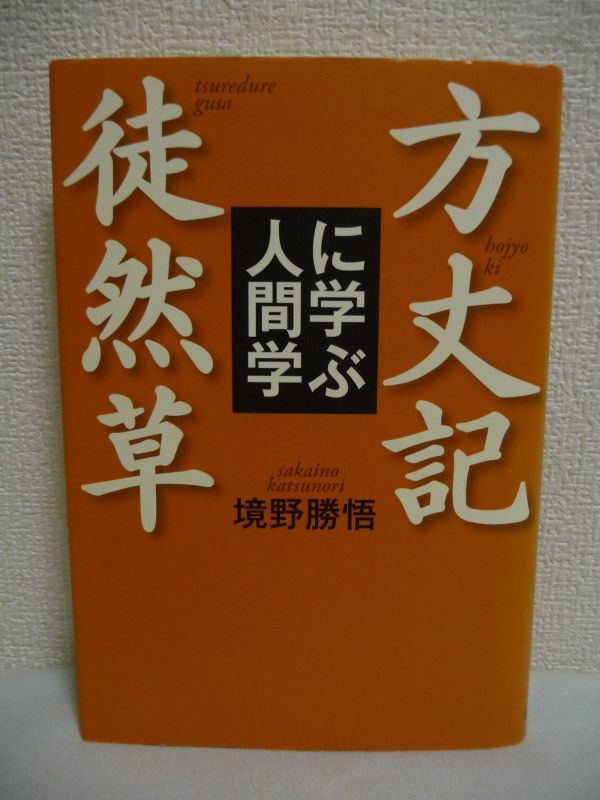 方丈記
hojyo
ki
徒然草
tsuredure
gusa
に学ぶ
人間学
sakaino
katsunori
境野勝悟